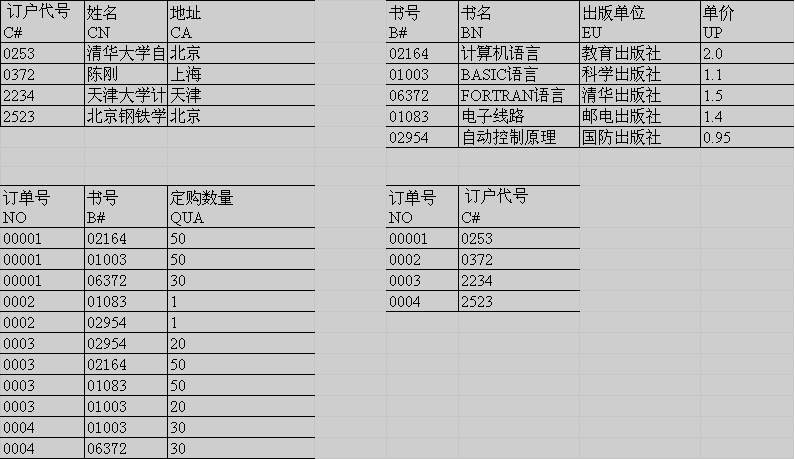 订户代号 姓名 地址
C# CN CA
0253 清华大学自 北京
0372 陈刚 上海
2234 天津大学计 天津
2523 北京钢铁学 北京
书号 书名 出版单位 单价
B# BN EU UP
02164 计算机语言 教育出版社 2.0
01003 BASIC语言 科学出版社 1.1
06372 FORTRAN语言 清华出版社 1.5
01083 电子线路 邮电出版社 1.4
02954 自动控制原理 国防出版社 0.95
订单号 书号 定购数量
NO B# QUA
00001 02164 50
00001 01003 50
00001 06372 30
0002 01083 1
0002 02954 1
0003 02954 20
0003 02164 50
0003 01083 50
0003 01003 20
0004 01003 30
0004 06372 30
订单号 订户代号
NO C#
00001 0253
0002 0372
0003 2234
0004 2523